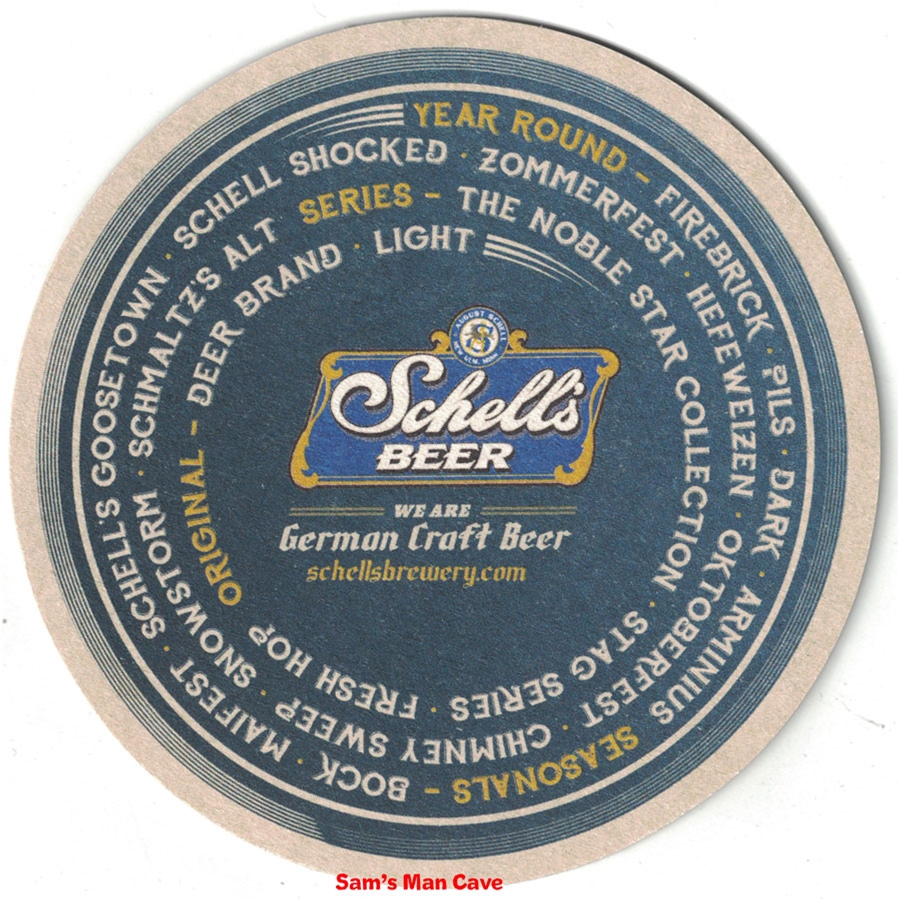 YEAR ROUND – FIREBRICK · PILS · DARK · ARMINIUS
SEASONALS – BOCK · MAIFEST · SCHELL'S GOOSETOWN · SCHELL SHOCKED · ZOMMERFEST · HEFEWEIZEN · OKTOBERFEST · CHIMNEY SWEEP · SNOWSTORM · SCHMALTZ'S ALT
SERIES – THE NOBLE STAR COLLECTION · STAG SERIES · FRESH HOP
ORIGINAL – DEER BRAND · LIGHT
AUGUST SCHELL
S
NEW ULM, MINN
Schell's
BEER
WE ARE
German Craft Beer
schellsbrewery.com
Sam's Man Cave